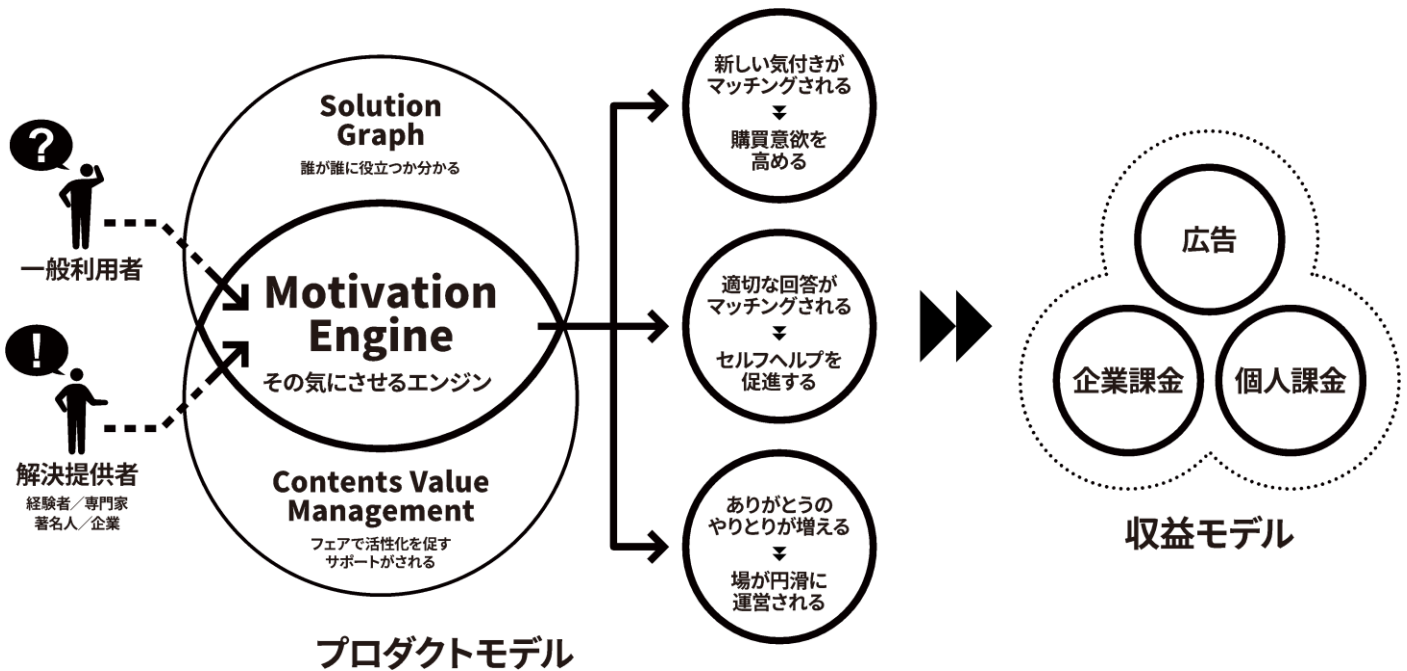 ?
一般利用者
!
解決提供者
経験者／専門家
著名人／企業
Solution
Graph
誰が誰に役立つか分かる
Motivation
Engine
その気にさせるエンジン
Contents Value
Management
フェアで活性化を促す
サポートがされる
プロダクトモデル
新しい気付きが
マッチングされる
購買意欲を
高める
適切な回答が
マッチングされる
セルフヘルプを
促進する
ありがとうの
やりとりが増える
場が円滑に
運営される
広告
企業課金
個人課金
収益モデル